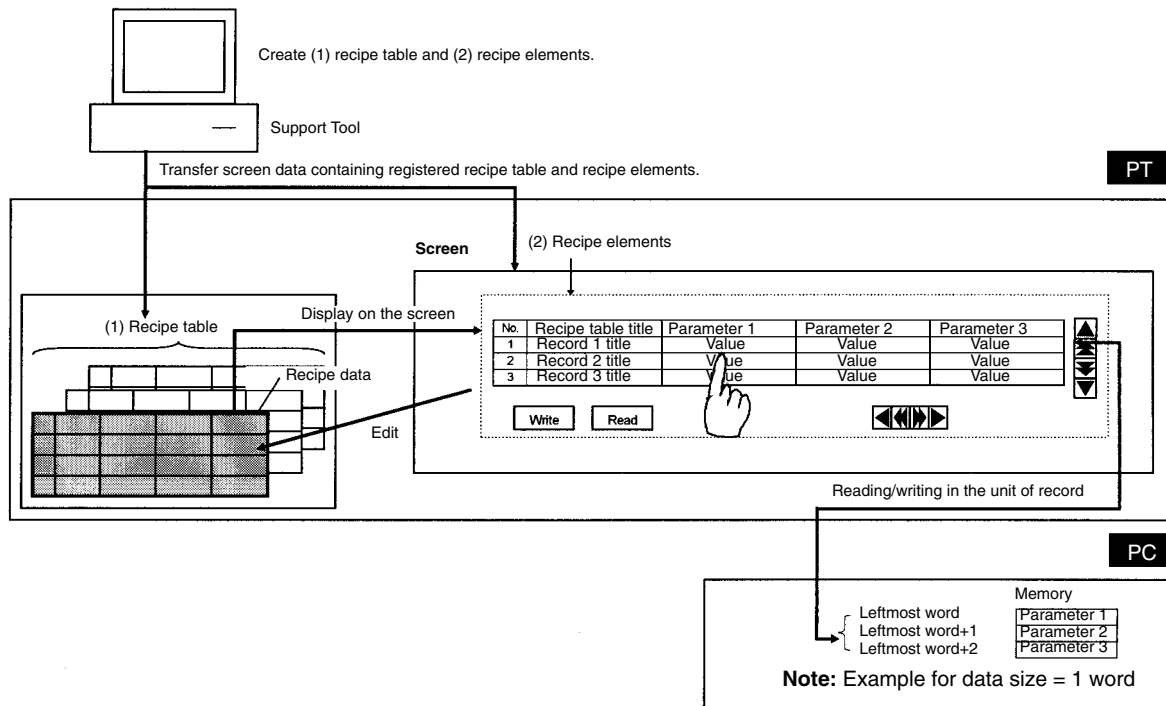 Create (1) recipe table and (2) recipe elements.
Support Tool
Transfer screen data containing registered recipe table and recipe elements.
PT
Screen
(2) Recipe elements
(1) Recipe table
Display on the screen
Recipe data
Edit
No. Recipe table title Parameter 1 Parameter 2 Parameter 3
1 Record 1 title Value Value Value
2 Record 2 title Value Value Value
3 Record 3 title Value Value
Write Read
Reading/writing in the unit of record
PC
Memory
Leftmost word Parameter 1
Leftmost word+1 Parameter 2
Leftmost word+2 Parameter 3
Note: Example for data size = 1 word